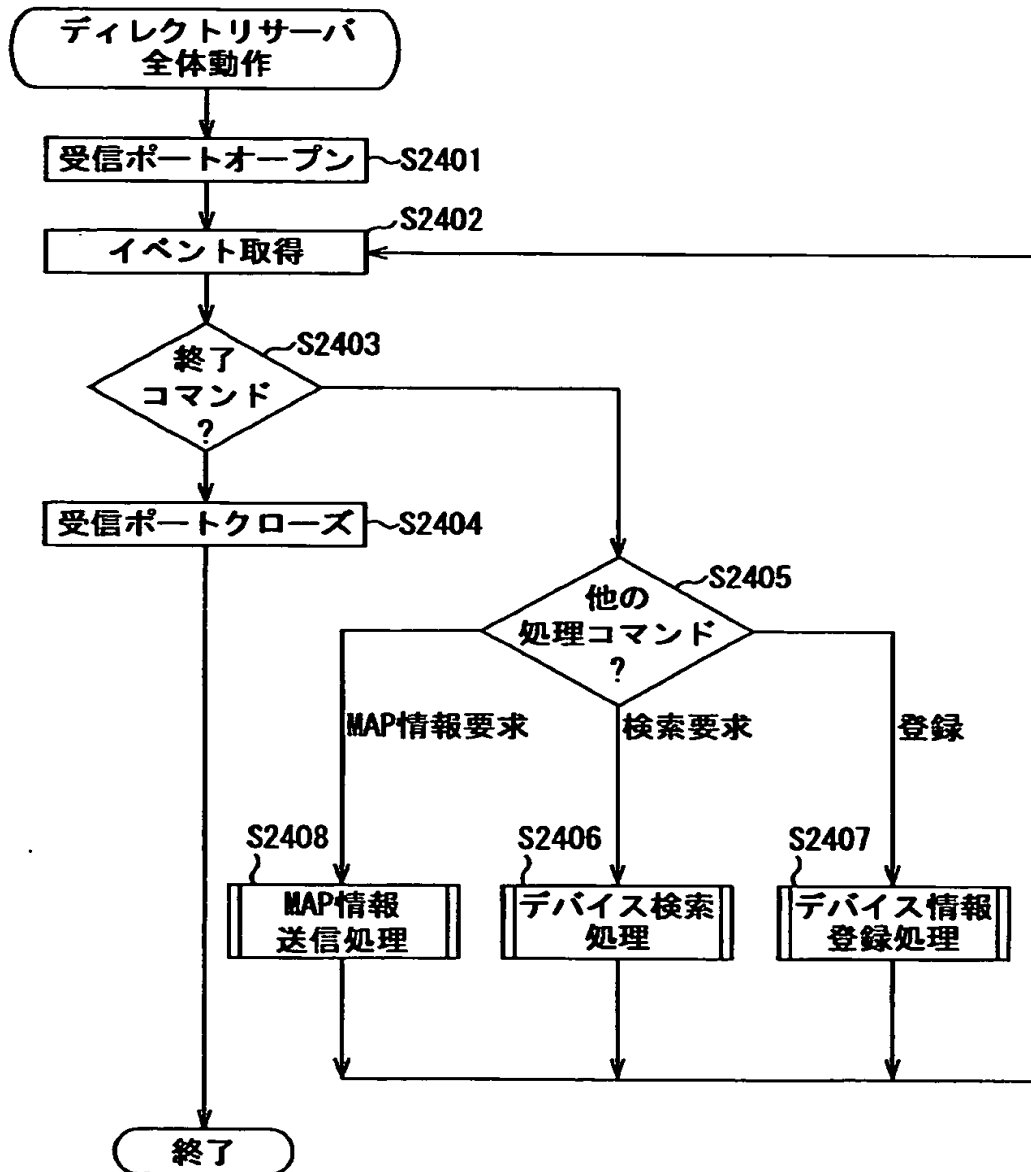 ディレクトリサーバ
全体動作
受信ポートオープン
S2401
S2402
イベント取得
S2403
終了
コマンド
?
受信ポートクローズ
S2404
S2405
他の
処理コマンド
?
MAP情報要求
検索要求
登録
S2408
S2406
S2407
MAP情報
送信処理
デバイス検索
処理
デバイス情報
登録処理
終了